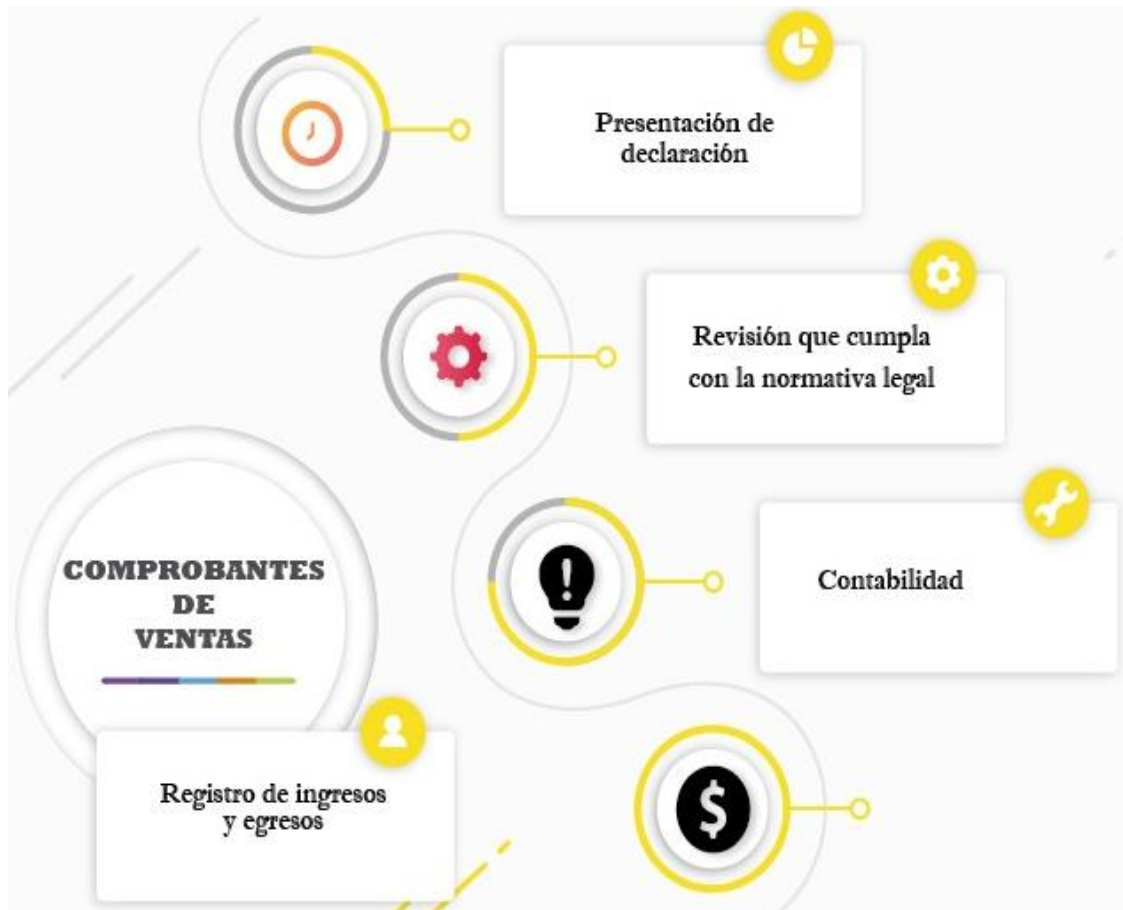 Presentación de
declaración
Revisión que cumpla
con la normativa legal
Contabilidad
COMPROBANTES
DE
VENTAS
Registro de ingresos
y egresos
$